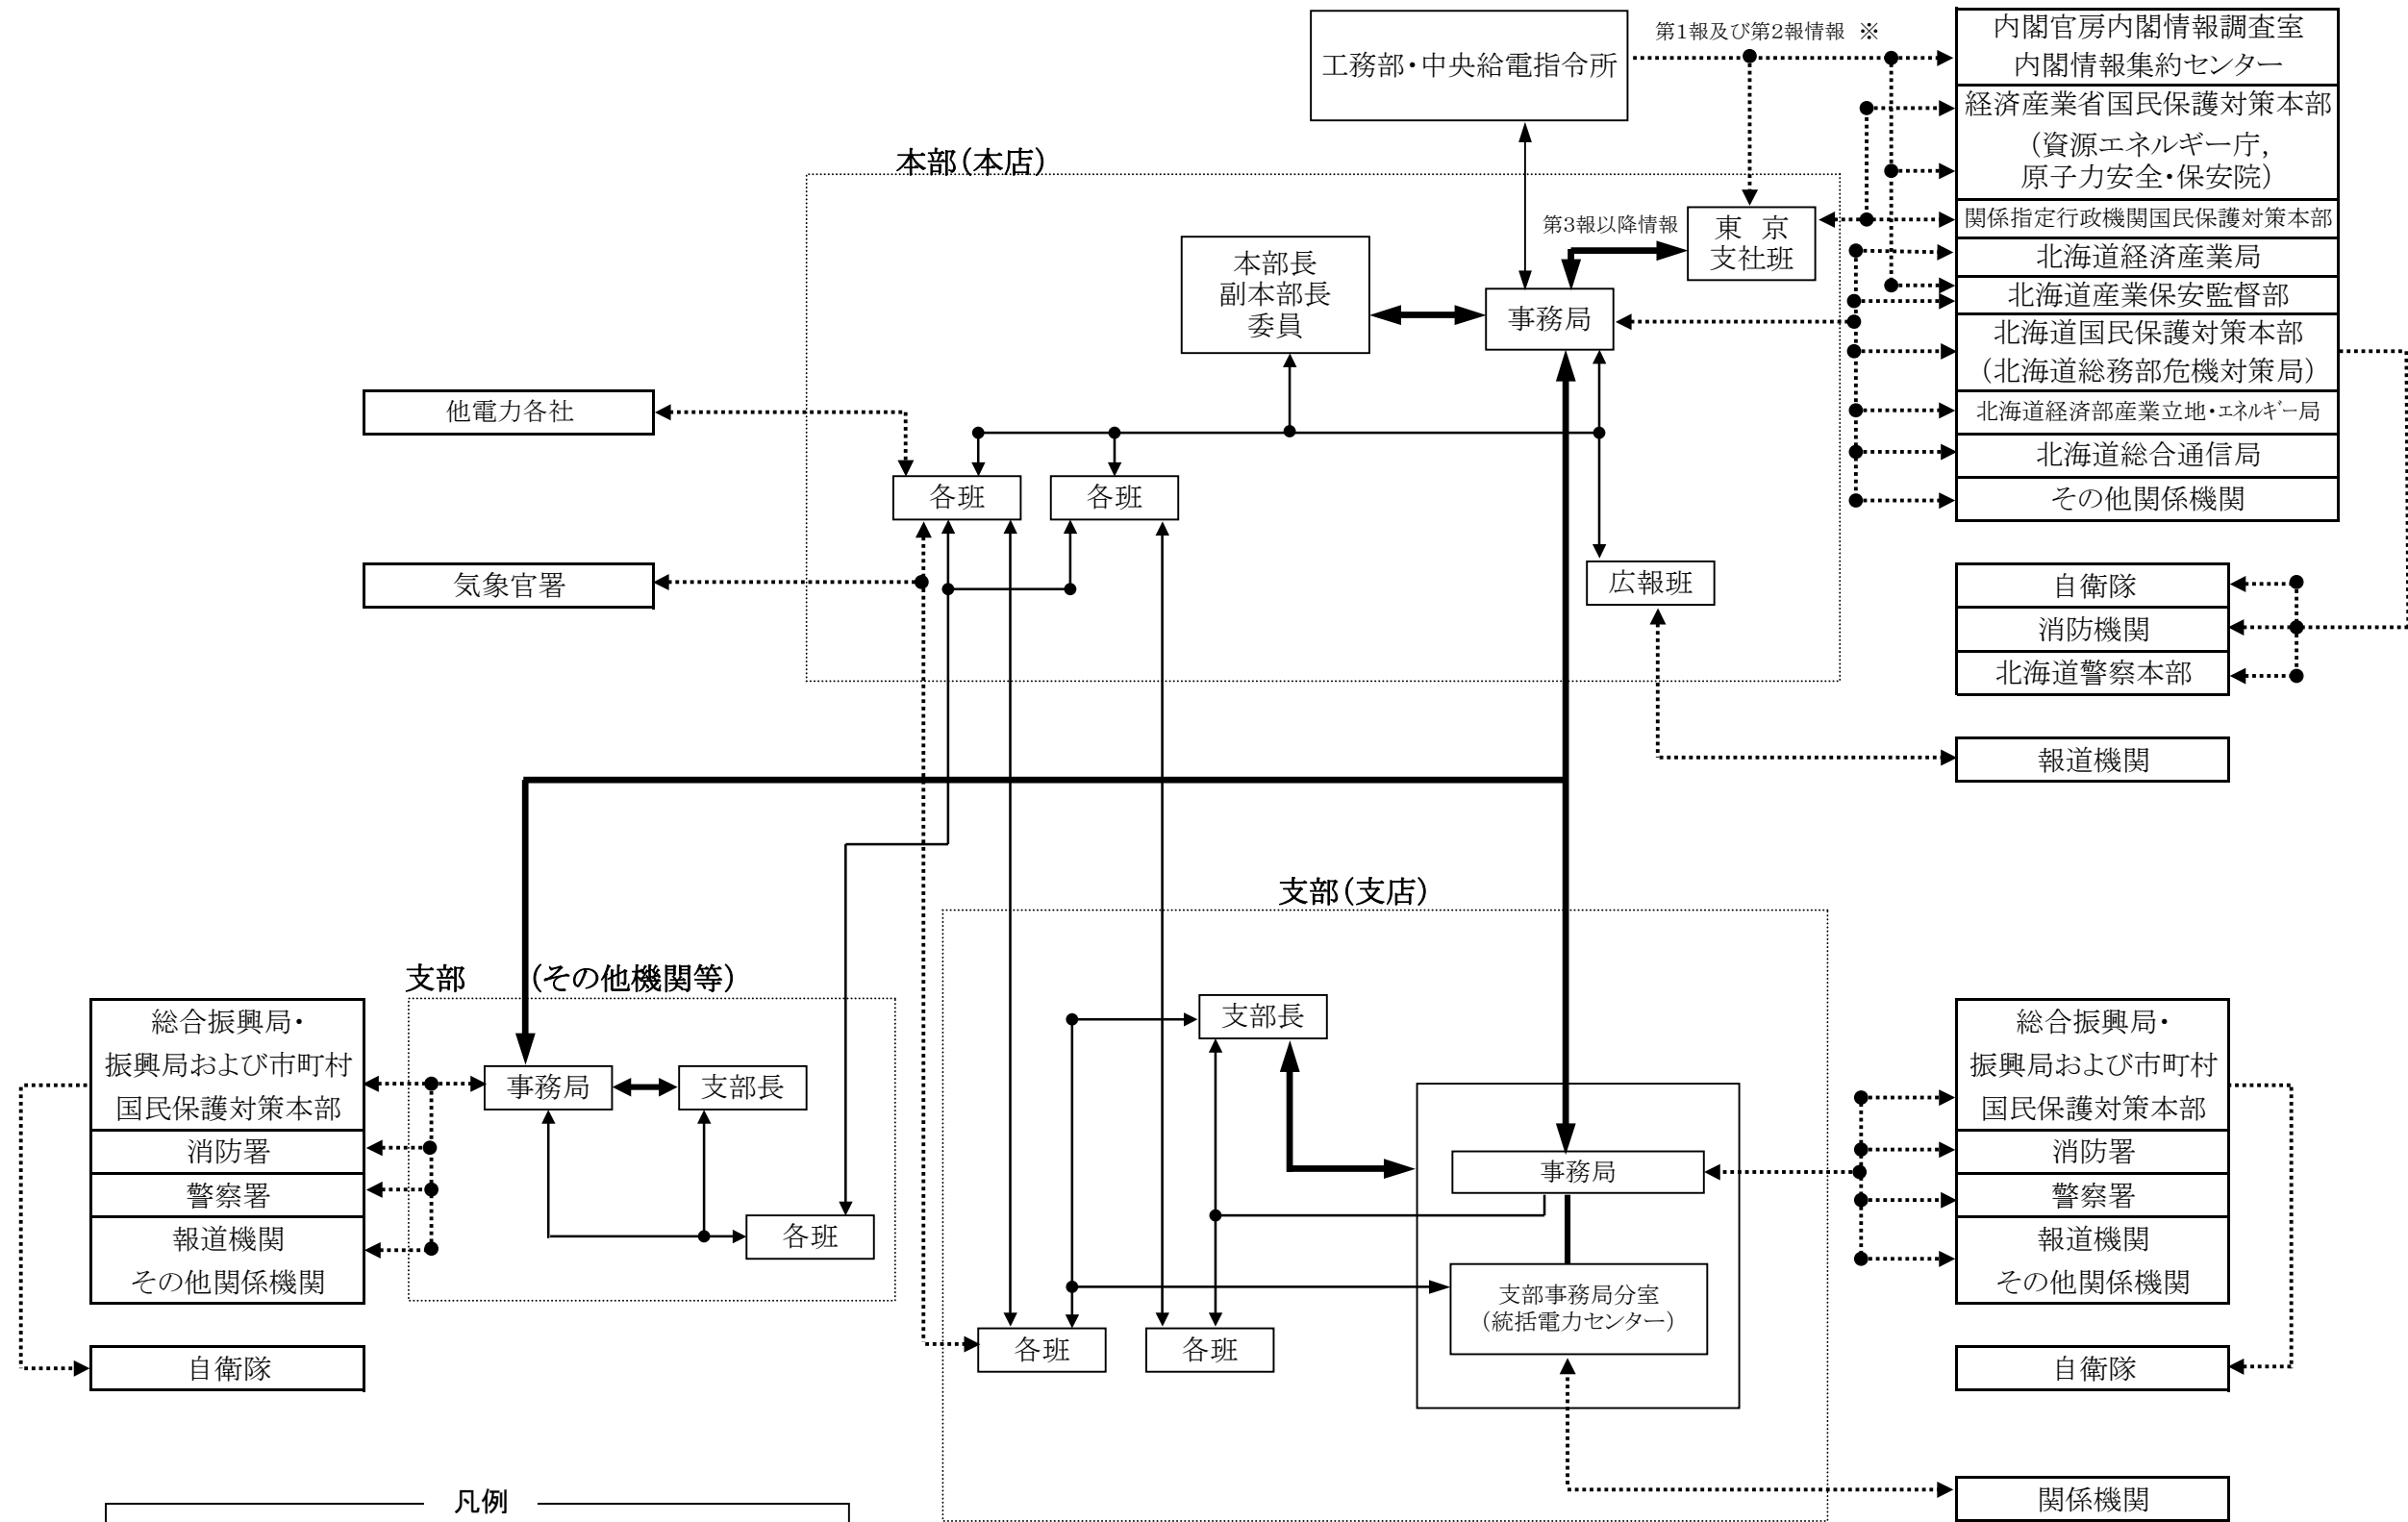 第1報及び第2報情報　※
工務部・中央給電指令所
内閣官房内閣情報調査室
内閣情報集約センター
経済産業省国民保護対策本部
（資源エネルギー庁，
原子力安全・保安院）
関係指定行政機関国民保護対策本部
北海道経済産業局
北海道産業保安監督部
北海道国民保護対策本部
（北海道総務部危機対策局）
北海道経済部産業立地・エネルギー局
北海道総合通信局
その他関係機関
本部（本店）
第3報以降情報
東　京
支社班
本部長
副本部長
委員
事務局
他電力各社
各班
各班
気象官署
広報班
自衛隊
消防機関
北海道警察本部
報道機関
支部（支店）
支部　　（その他機関等）
総合振興局・
振興局および市町村
国民保護対策本部
消防署
警察署
報道機関
その他関係機関
自衛隊
事務局
支部長
各班
支部長
事務局
支部事務局分室
（統括電力センター）
各班
各班
総合振興局・
振興局および市町村
国民保護対策本部
消防署
警察署
報道機関
その他関係機関
自衛隊
関係機関
凡例